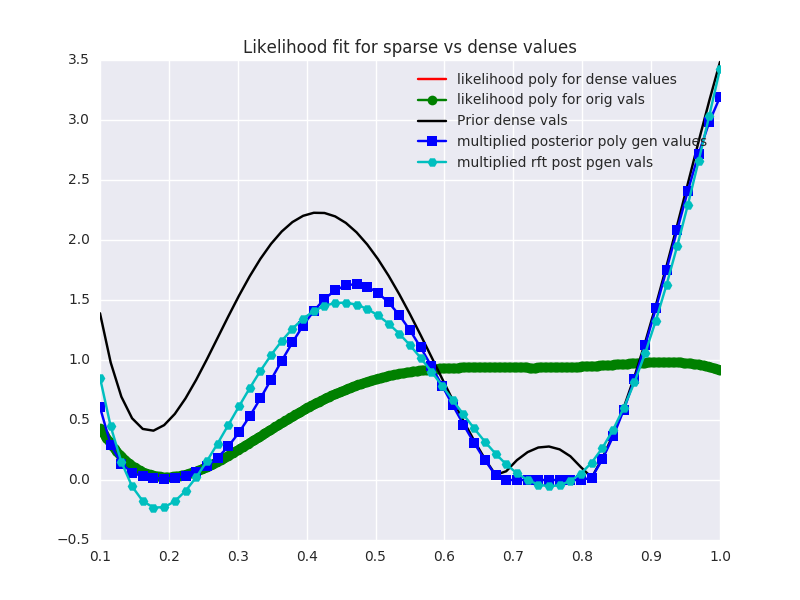 Likelihood fit for sparse vs dense values
likelihood poly for dense values
likelihood poly for orig vals
Prior dense vals
multiplied posterior poly gen values
multiplied rft post pgen vals
3.5
3.0
2.5
2.0
1.5
1.0
0.5
0.0
−0.5
0.1 0.2 0.3 0.4 0.5 0.6 0.7 0.8 0.9 1.0